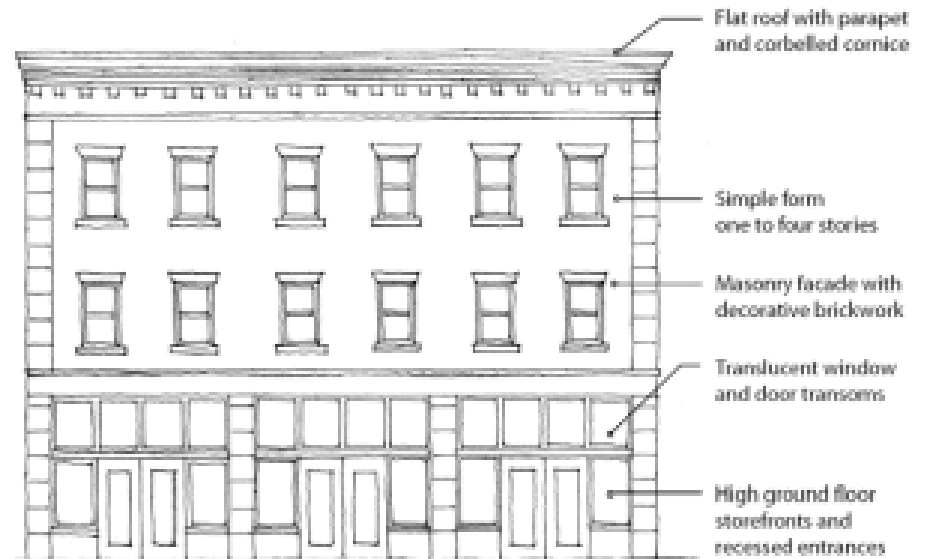 Flat roof with parapet
and corbelled cornice
Simple form
one to four stories
Masonry facade with
decorative brickwork
Translucent window
and door transoms
High ground floor
storefronts and
recessed entrances